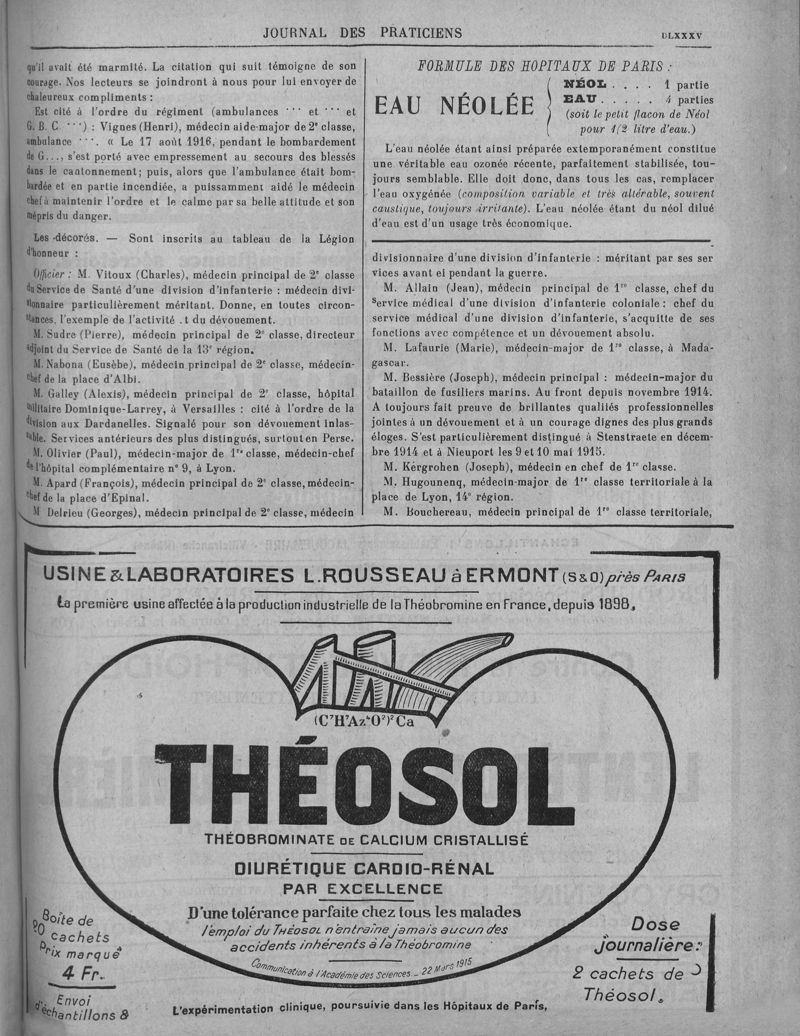 JOURNAL DES PRATICIENS
DLXXXV
qu'il avait été marmité. La citation qui suit témoigne de son
courage. Nos lecteurs se joindront à nous pour lui envoyer de
chaleureux compliments :
Est cité à l'ordre du régiment (ambulances ··· et ··· et
G. B. C ···) : Vignes (Henri), médecin aide-major de 2e classe,
ambulance ···. « Le 17 août 1916, pendant le bombardement
de G..., s'est porté avec empressement au secours des blessés
dans le cantonnement; puis, alors que l'ambulance était bom-
bardée et en partie incendiée, a puissamment aidé le médecin
chef à maintenir l'ordre et le calme par sa belle attitude et son
mépris du danger.
Les décorés. — Sont inscrits au tableau de la Légion
d'honneur :
Officier : M. Vitoux (Charles), médecin principal de 2e classe
du Service de Santé d'une division d'infanterie : médecin divi-
sionnaire particulièrement méritant. Donne, en toutes circon-
stances, l'exemple de l'activité .t du dévouement.
M. Sudre (Pierre), médecin principal de 2e classe, directeur
adjoint du Service de Santé de la 13e région.
M. Nabona (Eusèbe), médecin principal de 2e classe, médecin-
chef de la place d'Albi.
M. Galley (Alexis), médecin principal de 2e classe, hôpital
militaire Dominique-Larrey, à Versailles : cité à l'ordre de la
division aux Dardanelles. Signalé pour son dévouement inlas-
sable. Services antérieurs des plus distingués, surtout en Perse.
M. Olivier (Paul), médecin-major de 1re classe, médecin-chef
de l'hôpital complémentaire n° 9, à Lyon.
M. Apard (François), médecin principal de 2e classe, médecin-
chef de la place d'Epinal.
M Delrieu (Georges), médecin principal de 2e classe, médecin
FORMULE DES HOPITAUX DE PARIS :
EAU NÉOLÉE
NÉOL . . . . 1 partie
EAU . . . . . 4 parties
(soit le petit flacon de Néol
pour 1/2 litre d'eau.)
L'eau néolée étant ainsi préparée extemporanément constitue
une véritable eau ozonée récente, parfaitement stabilisée, tou-
jours semblable. Elle doit donc, dans tous les cas, remplacer
l'eau oxygénée (composition variable et très altérable, souvent
caustique, toujours irritante). L'eau néolée étant du néol dilué
d'eau est d'un usage très économique.
divisionnaire d'une division d'infanterie : méritant par ses ser
vices avant ei pendant la guerre.
M. Allain (Jean), médecin principal de 1re classe, chef du
Service médical d'une division d'infanterie coloniale : chef du
service médical d'une division d'infanterie, s'acquitte de ses
fonctions avec compétence et un dévouement absolu.
M. Lafaurie (Marie), médecin-major de 1re classe, à Mada-
gascar.
M. Bessière (Joseph), médecin principal : médecin-major du
bataillon de fusiliers marins. Au front depuis novembre 1914.
A toujours fait preuve de brillantes qualiiés professionnelles
jointes à un dévouement et à un courage dignes des plus grands
éloges. S'est particulièrement distingué à Stenstraete en décem-
bre 1914 et à Nieuport les 9 et 10 mai 1915.
M. Kergrohen (Joseph), médecin en chef de 1re classe.
M. Hugounenq, médecin-major de 1re classe territoriale à la
place de Lyon, 14e région.
M. Bouchereau, médecin principal de 1re classe territoriale,
USINE & LABORATOIRES L. ROUSSEAU à ERMONT (S&O) près PARIS
La première usine affectée à la production industrielle de la Théobromine en France, depuis 1898.
(C7H7Az4O2)2Ca
THÉOSOL
THÉOBROMINATE DE CALCIUM CRISTALLISÉ
DIURÉTIQUE CARDIO-RÉNAL
PAR EXCELLENCE
D'une tolérance parfaite chez tous les malades
l'emploi du THÉOSOL n'entraîne jamais aucun des
accidents inhérents à la Théobromine
Communication à l'Académie des Sciences _ 22 Mars 1915
Boîte de
20 cachets
Prix marqué
4 Fr.
Envoi
d'échantillons &
Dose
journalière :
2 cachets de
Théosol.
L'expérimentation clinique, poursuivie dans les Hôpitaux de Paris,